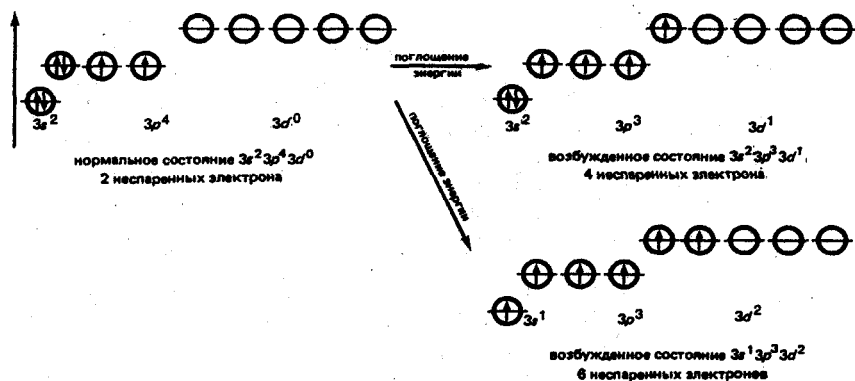 поглощение
энергии
3s² 3p⁴ 3d⁰
нормальное состояние 3s²3p⁴3d⁰
2 неспаренных электрона
3s² 3p³ 3d¹
возбужденное состояние 3s²3p³3d¹
4 неспаренных электрона
поглощение энергии
3s¹ 3p³ 3d²
возбужденное состояние 3s¹3p³3d²
6 неспаренных электронев